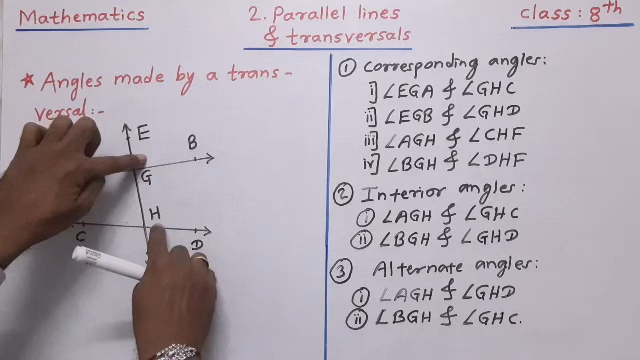 Mathematics
2. Parallel lines
& transversals
class: 8th
* Angles made by a trans-
versal:-
E
B
G
H
C
D
① Corresponding angles:
i] ∠EGA & ∠GHC
ii] ∠EGB & ∠GHD
iii] ∠AGH & ∠CHF
iv] ∠BGH & ∠DHF
② Interior angles:
① ∠AGH & ∠GHC
ⅱ ∠BGH & ∠GHD
③ Alternate angles:
ⅰ ∠AGH & ∠GHD
ⅱ ∠BGH & ∠GHC.